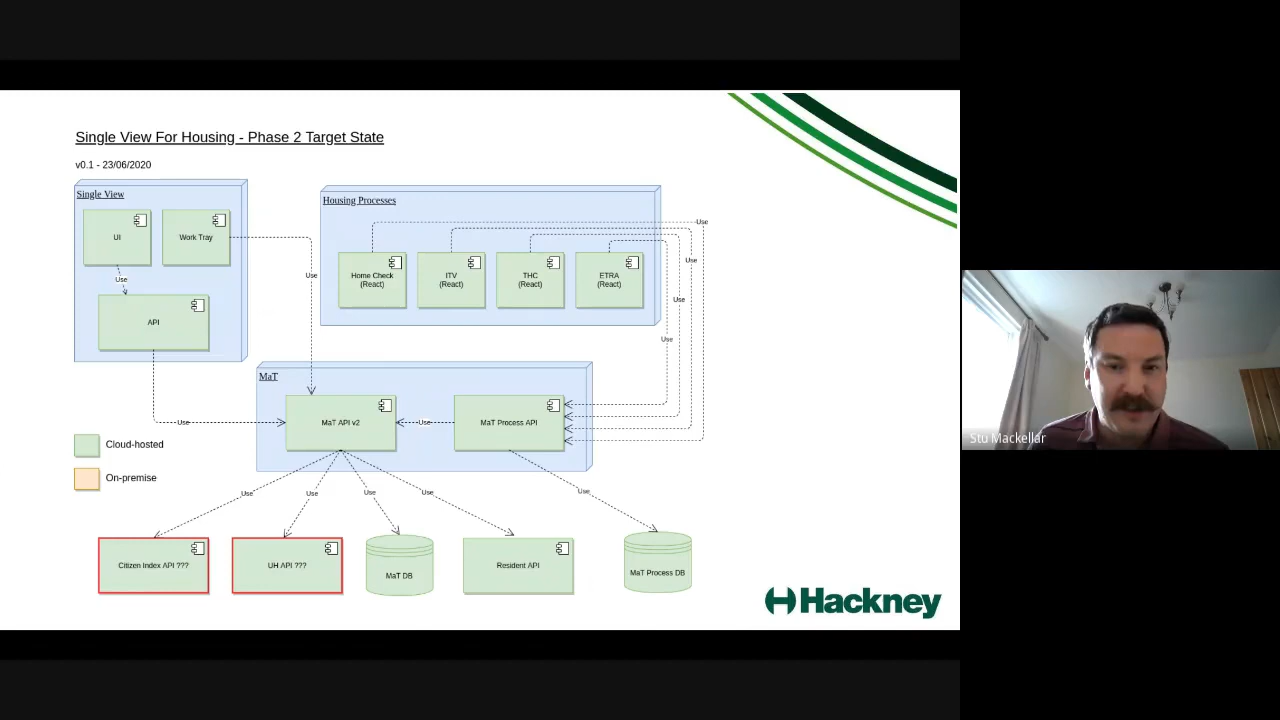 Single View For Housing - Phase 2 Target State
v0.1 - 23/06/2020
Single View
UI
Work Tray
Use
API
Use
Use
Housing Processes
Home Check
(React)
ITV
(React)
THC
(React)
ETRA
(React)
Use
Use
Use
Use
MaT
MaT API v2
Use
MaT Process API
Cloud-hosted
On-premise
Use
Use
Use
Use
Use
Citizen Index API ???
UH API ???
MaT DB
Resident API
MaT Process DB
Hackney
Stu Mackellar